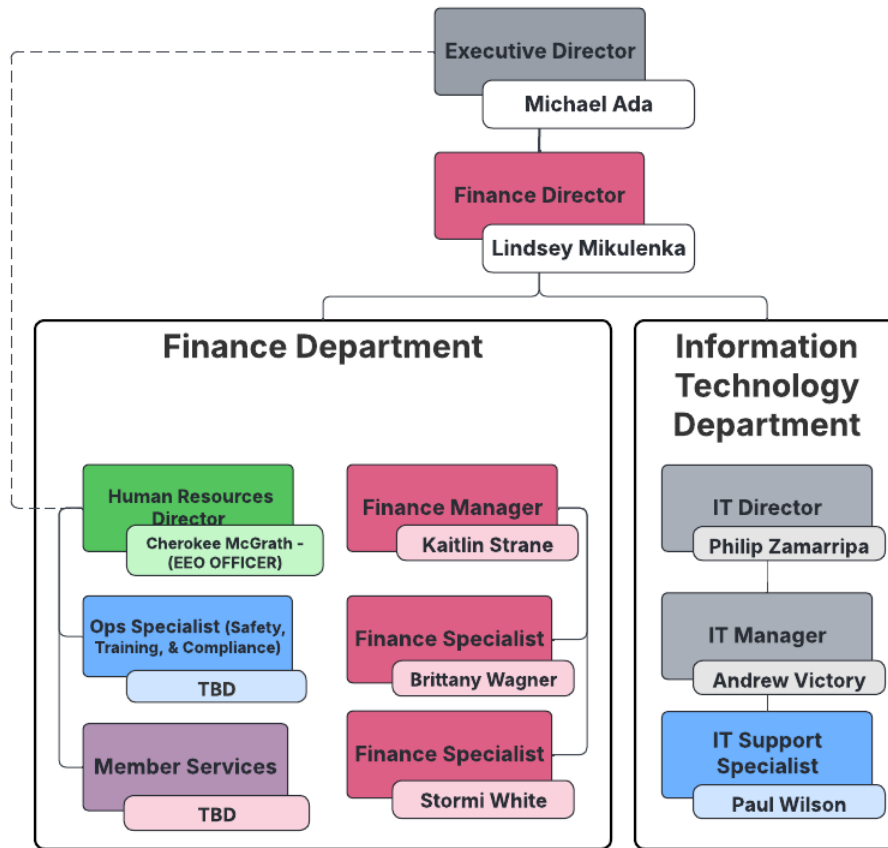 Executive Director
Michael Ada
Finance Director
Lindsey Mikulenka
Finance Department
Human Resources
Director
Cherokee McGrath -
(EEO OFFICER)
Ops Specialist (Safety,
Training, & Compliance)
TBD
Member Services
TBD
Finance Manager
Kaitlin Strane
Finance Specialist
Brittany Wagner
Finance Specialist
Stormi White
Information
Technology
Department
IT Director
Philip Zamarripa
IT Manager
Andrew Victory
IT Support
Specialist
Paul Wilson